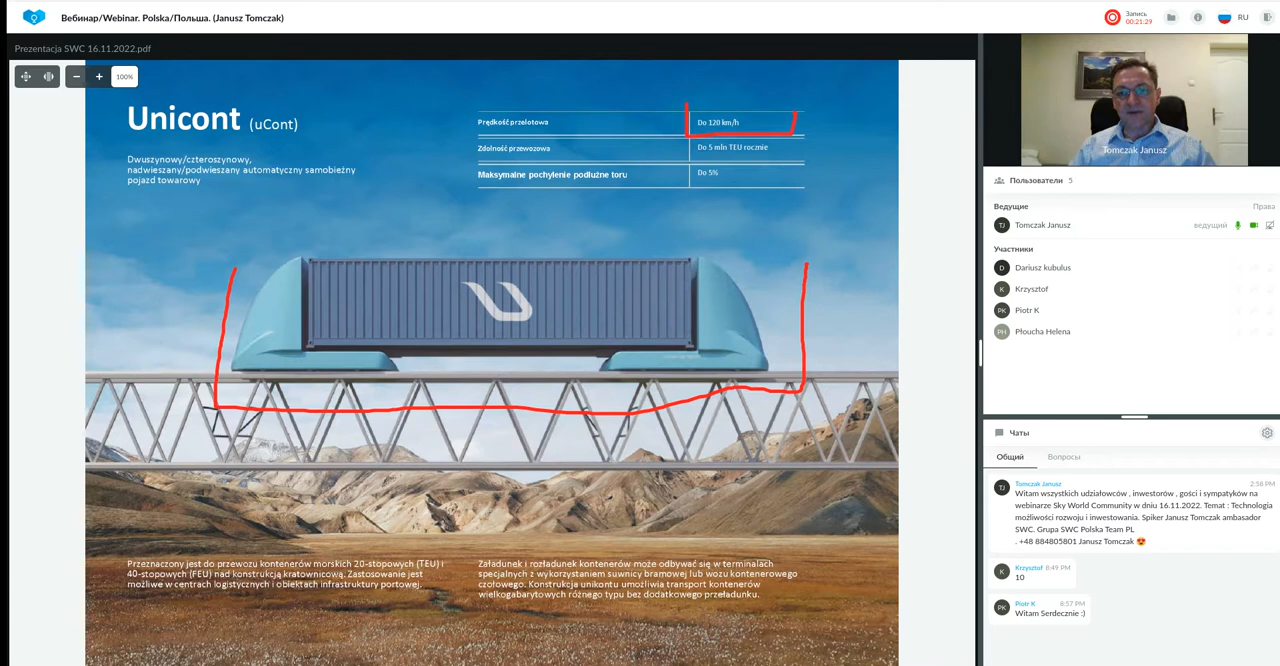 Вебинар/Webinar. Polska/Польша. (Janusz Tomczak)
Запись
00:21:29
RU
Prezentacja SWC 16.11.2022.pdf
100%
Unicont (uCont)
Dwuszynowy/czteroszynowy,
nadwieszany/podwieszany automatyczny samobieżny
pojazd towarowy
Prędkość przelotowa
Do 120 km/h
Zdolność przewozowa
Do 5 mln TEU rocznie
Maksymalne pochylenie podłużne toru
Do 5%
Przeznaczony jest do przewozu kontenerów morskich 20-stopowych (TEU) i
40-stopowych (FEU) nad konstrukcją kratownicową. Zastosowanie jest
możliwe w centrach logistycznych i obiektach infrastruktury portowej.
Załadunek i rozładunek kontenerów może odbywać się w terminalach
specjalnych z wykorzystaniem suwnicy bramowej lub wozu kontenerowego
czołowego. Konstrukcja unikontu umożliwia transport kontenerów
wielkogabarytowych różnego typu bez dodatkowego przeładunku.
Tomczak Janusz
Пользователи 5
Ведущие
Права
TJ
Tomczak Janusz
ведущий
Участники
D
Dariusz kubulus
K
Krzysztof
PK
Piotr K
PH
Płoucha Helena
Чаты
Общий
Вопросы
TJ
Tomczak Janusz
2:58 PM
Witam wszystkich udziałowców , inwestorów , gości i sympatyków na
webinarze Sky World Community w dniu 16.11.2022. Temat : Technologia
możliwości rozwoju i inwestowania. Spiker Janusz Tomczak ambasador
SWC. Grupa SWC Polska Team PL
. +48 884805801 Janusz Tomczak 😍
K
Krzysztof 8:49 PM
10
PK
Piotr K 8:57 PM
Witam Serdecznie :)